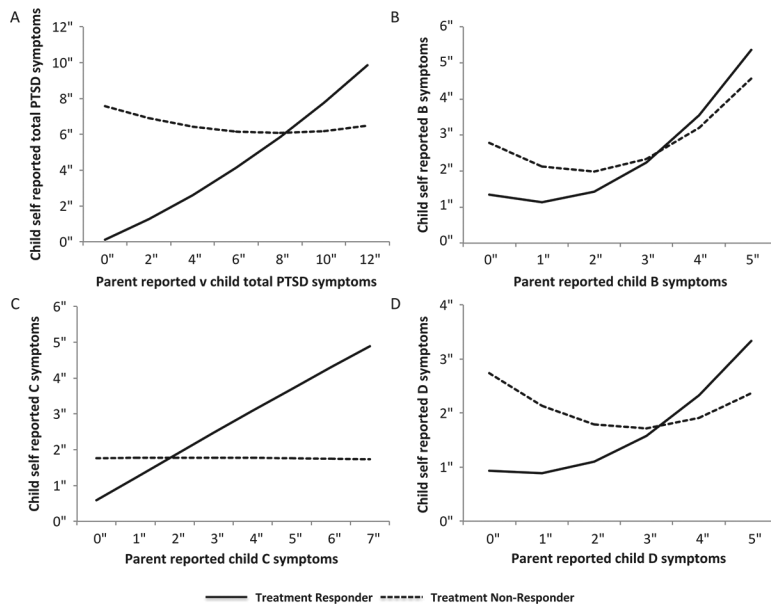 A
Child self reported total PTSD symptoms
12"
10"
8"
6"
4"
2"
0"
0" 2" 4" 6" 8" 10" 12"
Parent reported v child total PTSD symptoms
B
Child self reported B symptoms
6"
5"
4"
3"
2"
1"
0"
0" 1" 2" 3" 4" 5"
Parent reported child B symptoms
C
Child self reported C symptoms
6"
5"
4"
3"
2"
1"
0"
0" 1" 2" 3" 4" 5" 6" 7"
Parent reported child C symptoms
D
Child self reported D symptoms
4"
3"
2"
1"
0"
0" 1" 2" 3" 4" 5"
Parent reported child D symptoms
Treatment Responder Treatment Non-Responder